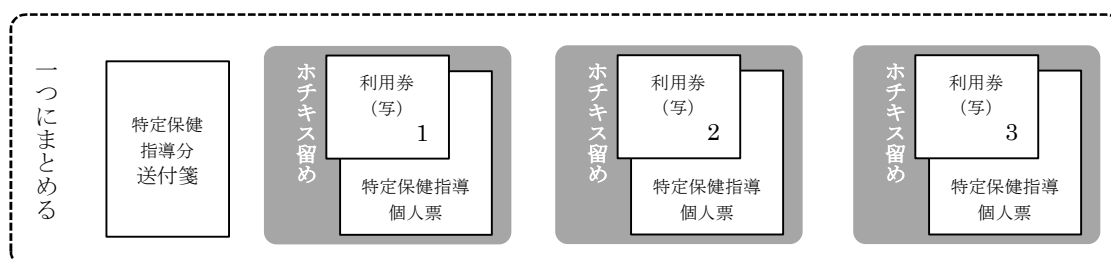 一つにまとめる
特定保健
指導分
送付箋
ホチキス留め
利用券
（写）
1
特定保健指導
個人票
ホチキス留め
利用券
（写）
2
特定保健指導
個人票
ホチキス留め
利用券
（写）
3
特定保健指導
個人票